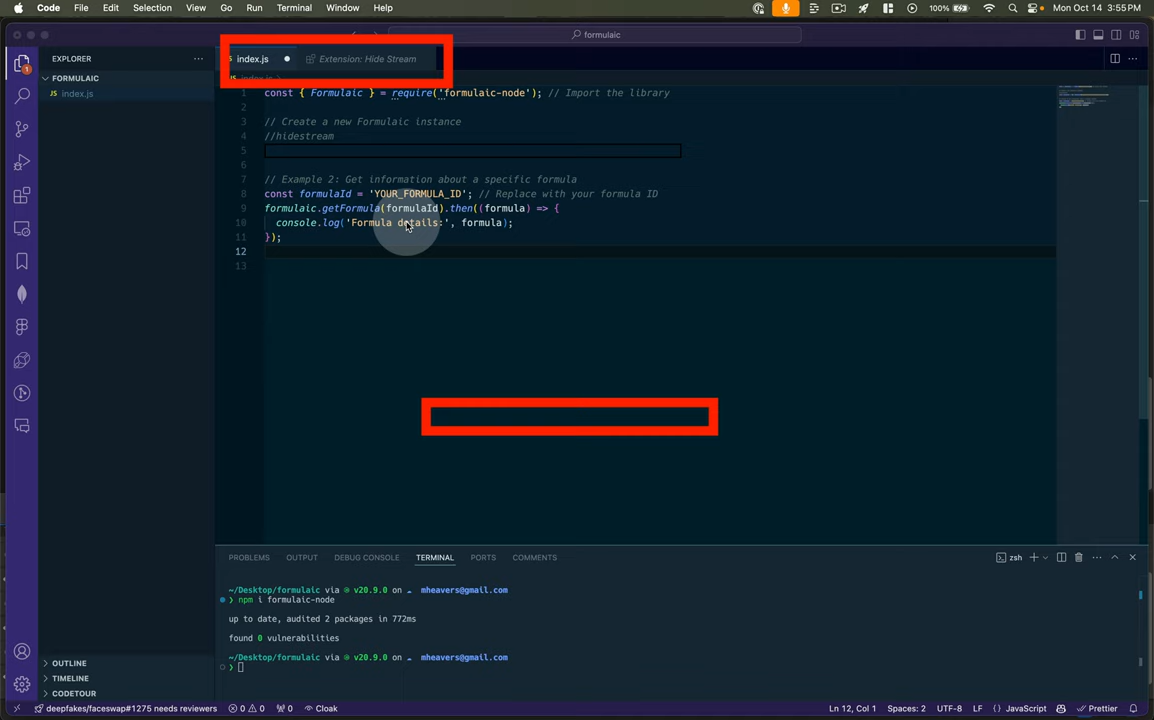 Code File Edit Selection View Go Run Terminal Window Help 100% Mon Oct 14 3:55 PM
formulaic
EXPLORER
FORMULAIC
JS index.js
OUTLINE
TIMELINE
CODETOUR
index.js Extension: Hide Stream
1 const { Formulaic } = require('formulaic-node'); // Import the library
2
3 // Create a new Formulaic instance
4 //hidestream
5
6
7 // Example 2: Get information about a specific formula
8 const formulaId = 'YOUR_FORMULA_ID'; // Replace with your formula ID
9 formulaic.getFormula(formulaId).then((formula) => {
10 console.log('Formula details:', formula);
11 });
12
13
PROBLEMS OUTPUT DEBUG CONSOLE TERMINAL PORTS COMMENTS zsh
~/Desktop/formulaic via v20.9.0 on mheavers@gmail.com
❯ npm i formulaic-node
up to date, audited 2 packages in 772ms
found 0 vulnerabilities
~/Desktop/formulaic via v20.9.0 on mheavers@gmail.com
❯
deepfakes/faceswap#1275 needs reviewers 0 0 0 Cloak Ln 12, Col 1 Spaces: 2 UTF-8 LF {} JavaScript Prettier